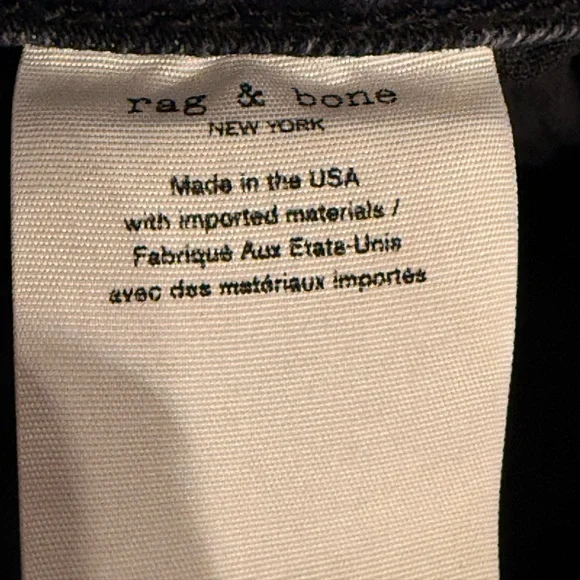 rag & bone
NEW YORK
Made in the USA
with imported materials /
Fabriqué Aux Etats-Unis
avec des matériaux importés